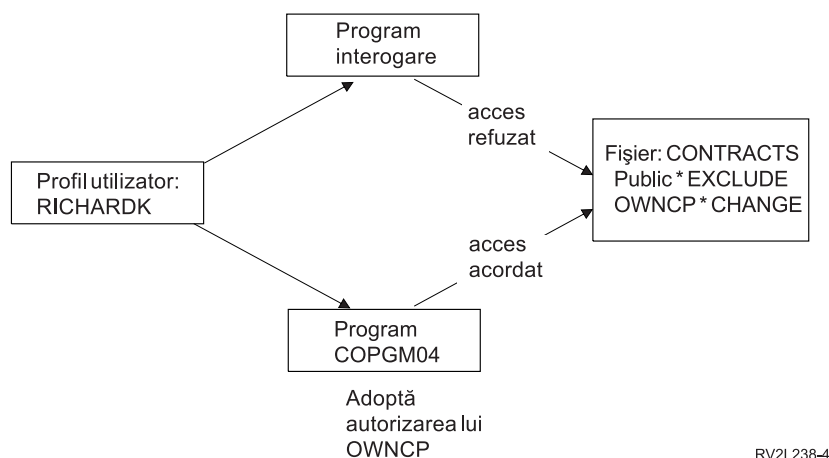 Program
interogare
acces
refuzat
Fişier: CONTRACTS
Public * EXCLUDE
OWNCP * CHANGE
Profil utilizator:
RICHARDK
acces
acordat
Program
COPGM04
Adoptă
autorizarea lui
OWNCP
RV2L238-4